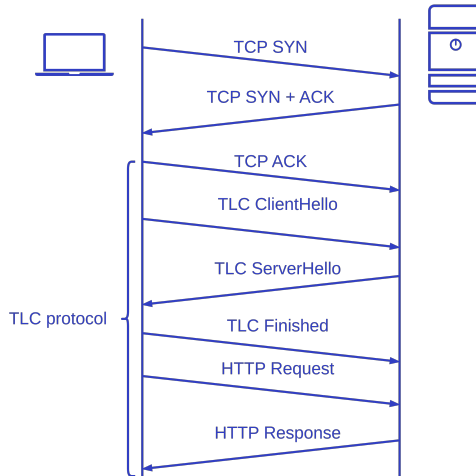 TCP SYN
TCP SYN + ACK
TCP ACK
TLC ClientHello
TLC ServerHello
TLC protocol
TLC Finished
HTTP Request
HTTP Response